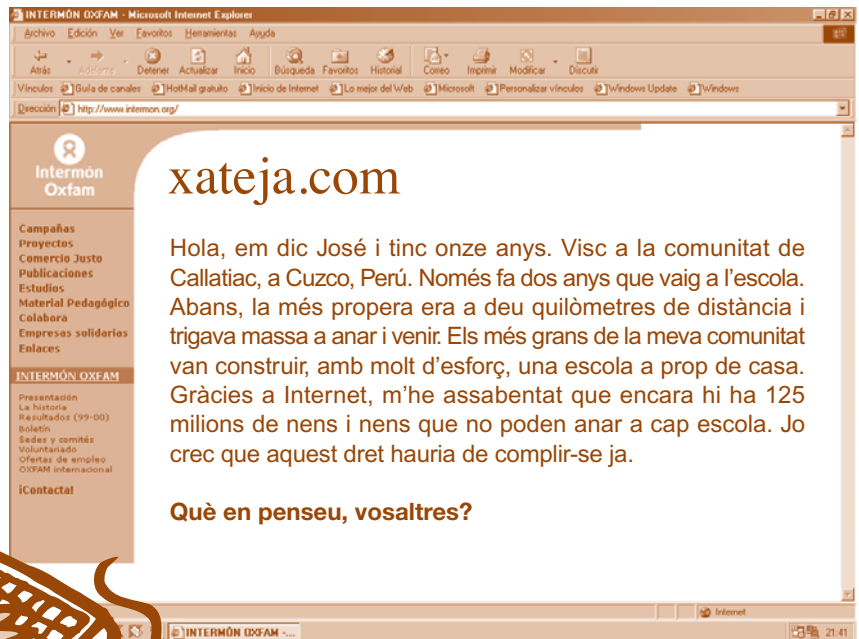 INTERMÓN OXFAM - Microsoft Internet Explorer
Archivo Edición Ver Favoritos Herramientas Ayuda
Atrás Adelante Detener Actualizar Inicio Búsqueda Favoritos Historial Correo Imprimir Modificar Discutir
Vínculos Guía de canales HotMail gratuito Inicio de Internet Lo mejor del Web Microsoft Personalizar vínculos Windows Update Windows
Dirección http://www.intermon.org/
Intermón
Oxfam
Campañas
Proyectos
Comercio Justo
Publicaciones
Estudios
Material Pedagógico
Colabora
Empresas solidarias
Enlaces
INTERMÓN OXFAM
Presentación
La historia
Resultados (99-00)
Boletín
Sedes y comités
Voluntariado
Ofertas de empleo
OXFAM internacional
¡Contacta!
xateja.com
Hola, em dic José i tinc onze anys. Visc a la comunitat de
Callatiac, a Cuzco, Perú. Només fa dos anys que vaig a l'escola.
Abans, la més propera era a deu quilòmetres de distància i
trigava massa a anar i venir. Els més grans de la meva comunitat
van construir, amb molt d'esforç, una escola a prop de casa.
Gràcies a Internet, m'he assabentat que encara hi ha 125
milions de nens i nens que no poden anar a cap escola. Jo
crec que aquest dret hauria de complir-se ja.
Què en penseu, vosaltres?
Internet
INTERMÓN OXFAM -...
21:41